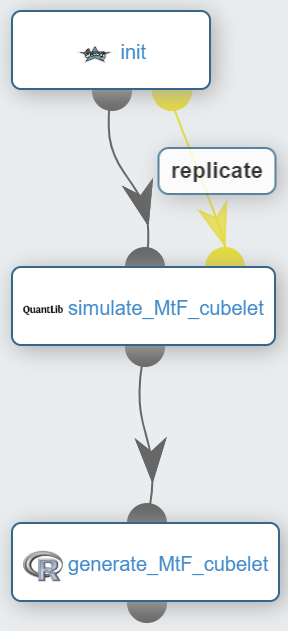 init
replicate
QuantLib simulate_MtF_cubelet
R generate_MtF_cubelet